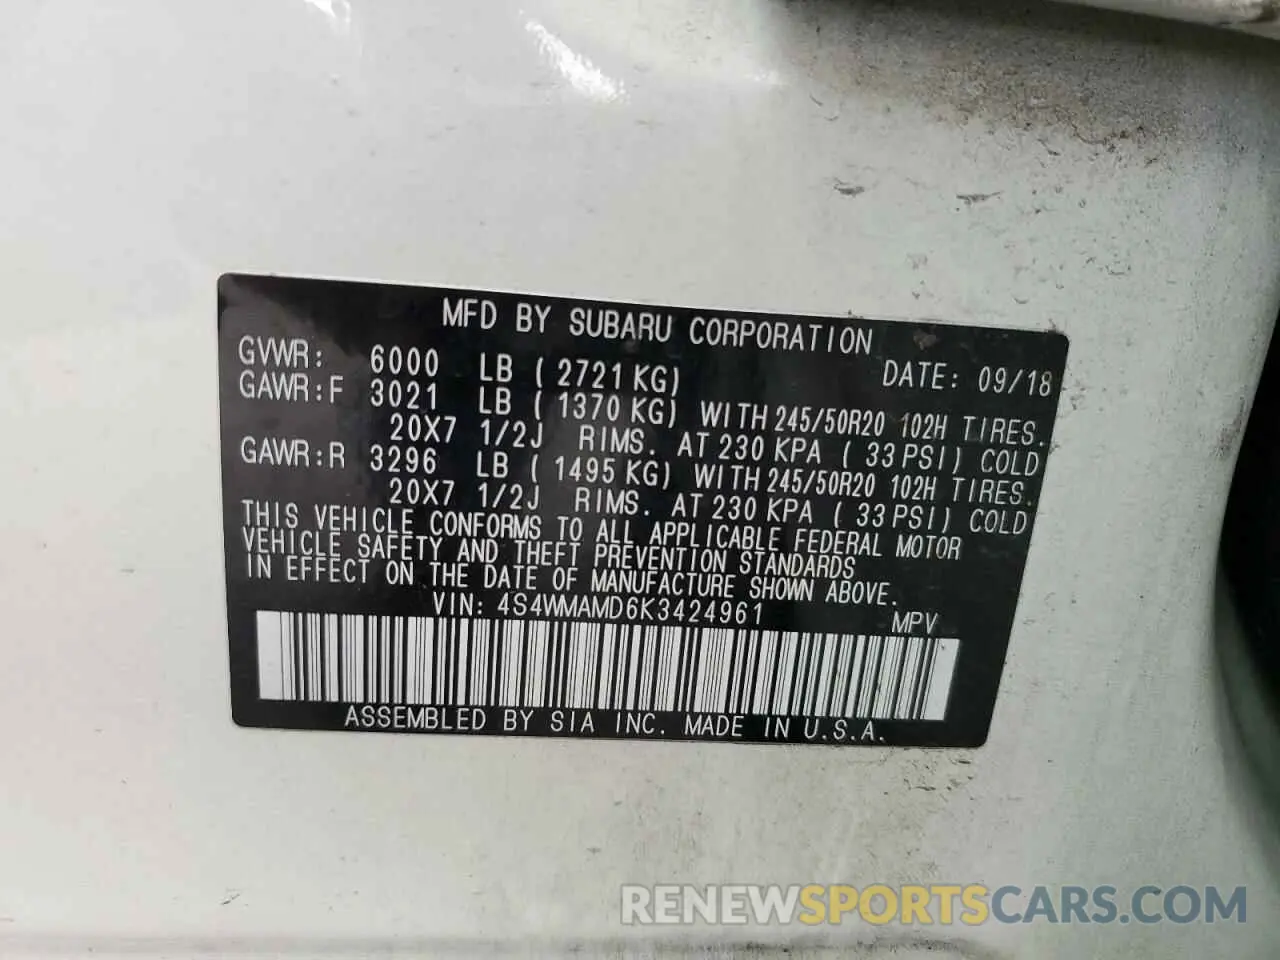 MFD BY SUBARU CORPORATION
GVWR: 6000 LB ( 2721 KG) DATE: 09/18
GAWR:F 3021 LB ( 1370 KG) WITH 245/50R20 102H TIRES.
20X7 1/2J RIMS. AT 230 KPA ( 33 PSI) COLD
GAWR:R 3296 LB ( 1495 KG) WITH 245/50R20 102H TIRES.
20X7 1/2J RIMS. AT 230 KPA ( 33 PSI) COLD
THIS VEHICLE CONFORMS TO ALL APPLICABLE FEDERAL MOTOR
VEHICLE SAFETY AND THEFT PREVENTION STANDARDS
IN EFFECT ON THE DATE OF MANUFACTURE SHOWN ABOVE.
VIN: 4S4WMAMD6K3424961 MPV
ASSEMBLED BY SIA INC. MADE IN U.S.A.
RENEWSPORTSCARS.COM